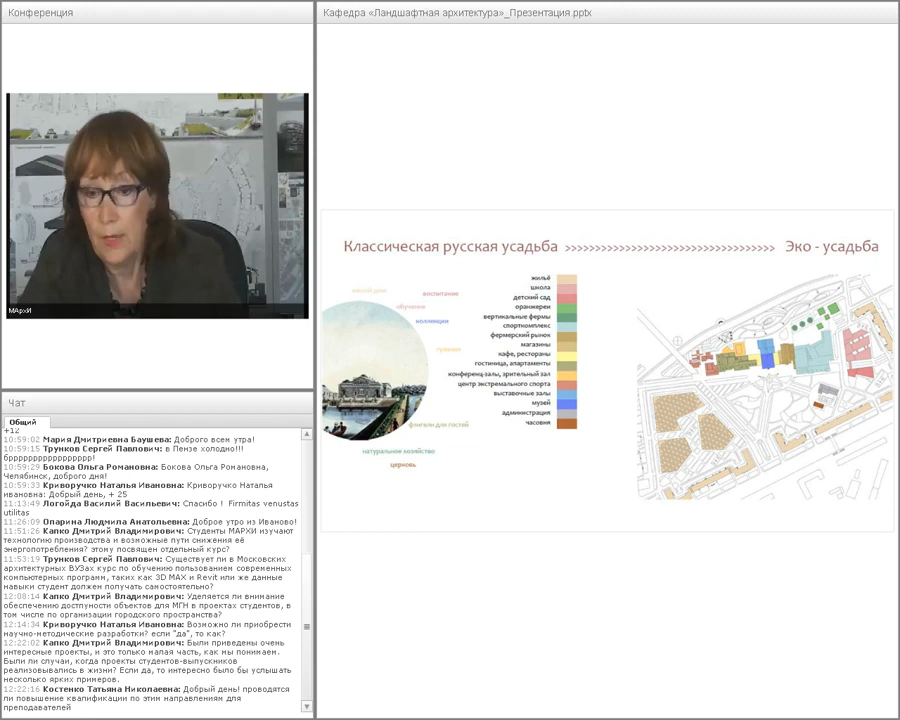 Конференция
МАрхИ
Чат
Общий
+12
10:59:02 Мария Дмитриевна Баушева: Доброго всем утра!
10:59:15 Трунков Сергей Павлович: в Пензе холодно!!!
бррррррррррррррррр!
10:59:29 Бокова Ольга Романовна: Бокова Ольга Романовна,
Челябинск, доброго дня!
10:59:33 Криворучко Наталья Ивановна: Криворучко Наталья
ивановна: Добрый день, + 25
11:13:49 Логойда Василий Васильевич: Спасибо ! Firmitas venustas
utilitas
11:26:09 Опарина Людмила Анатольевна: Доброе утро из Иваново!
11:51:26 Капко Дмитрий Владимирович: Студенты МАРХИ изучают
технологию производства и возможные пути снижения её
энергопотребления? этому посвящен отдельный курс?
11:53:19 Трунков Сергей Павлович: Существует ли в Московских
архитектурных ВУЗах курс по обучению пользованием современных
компьютерных программ, таких как 3D MAX и Revit или же данные
навыки студент должен получать самостоятельно?
12:08:14 Капко Дмитрий Владимирович: Уделяется ли внимание
обеспечению доступности объектов для МГН в проектах студентов, в
том числе по организации городского пространства?
12:14:34 Криворучко Наталья Ивановна: Возможно ли приобрести
научно-методические разработки? если "да", то как?
12:22:02 Капко Дмитрий Владимирович: Были приведены очень
интересные проекты, и это только малая часть, как мы понимаем.
Были ли случаи, когда проекты студентов-выпускников
реализовывались в жизни? Если да, то интересно было бы услышать
несколько ярких примеров.
12:22:16 Костенко Татьяна Николаевна: Добрый день! проводятся
ли повышение квалификации по этим направлениям для
преподавателей
Кафедра «Ландшафтная архитектура»_Презентация.pptx
Классическая русская усадьба >>>>>>>>>>>>>>>>>>>>>>>>>>>>>>>>>>> Эко - усадьба
воспитание
обучение
коллекция
гуляния
флигели для гостей
натуральное хозяйство
церковь
жильё
школа
детский сад
оранжереи
вертикальные фермы
спорткомплекс
фермерский рынок
магазины
кафе, рестораны
гостиница, апартаменты
конференц-залы, зрительный зал
центр экстремального спорта
выставочные залы
музей
администрация
часовня